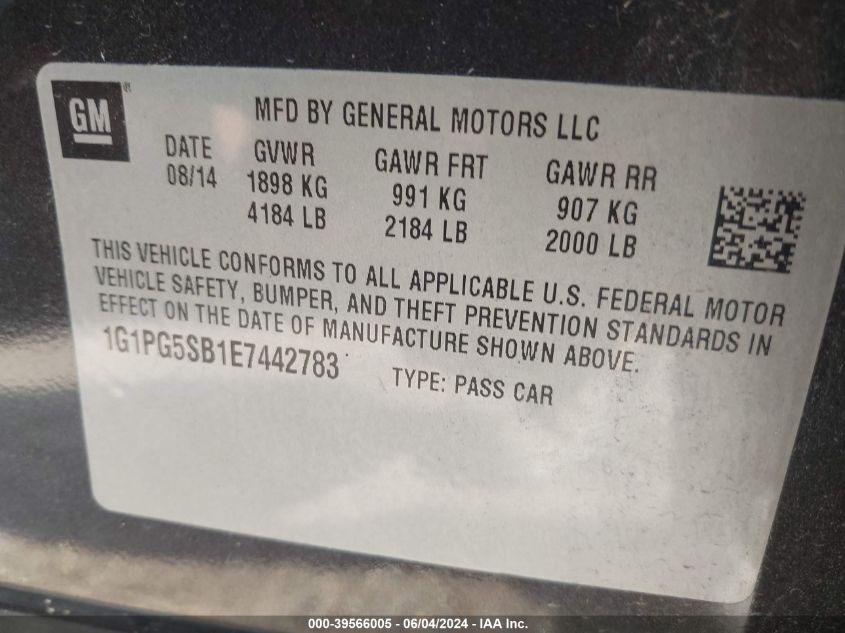 GM
MFD BY GENERAL MOTORS LLC
DATE GVWR GAWR FRT GAWR RR
08/14 1898 KG 991 KG 907 KG
4184 LB 2184 LB 2000 LB
THIS VEHICLE CONFORMS TO ALL APPLICABLE U.S. FEDERAL MOTOR
VEHICLE SAFETY, BUMPER, AND THEFT PREVENTION STANDARDS IN
EFFECT ON THE DATE OF MANUFACTURE SHOWN ABOVE.
1G1PG5SB1E7442783 TYPE: PASS CAR
000-39566005 - 06/04/2024 - IAA Inc.